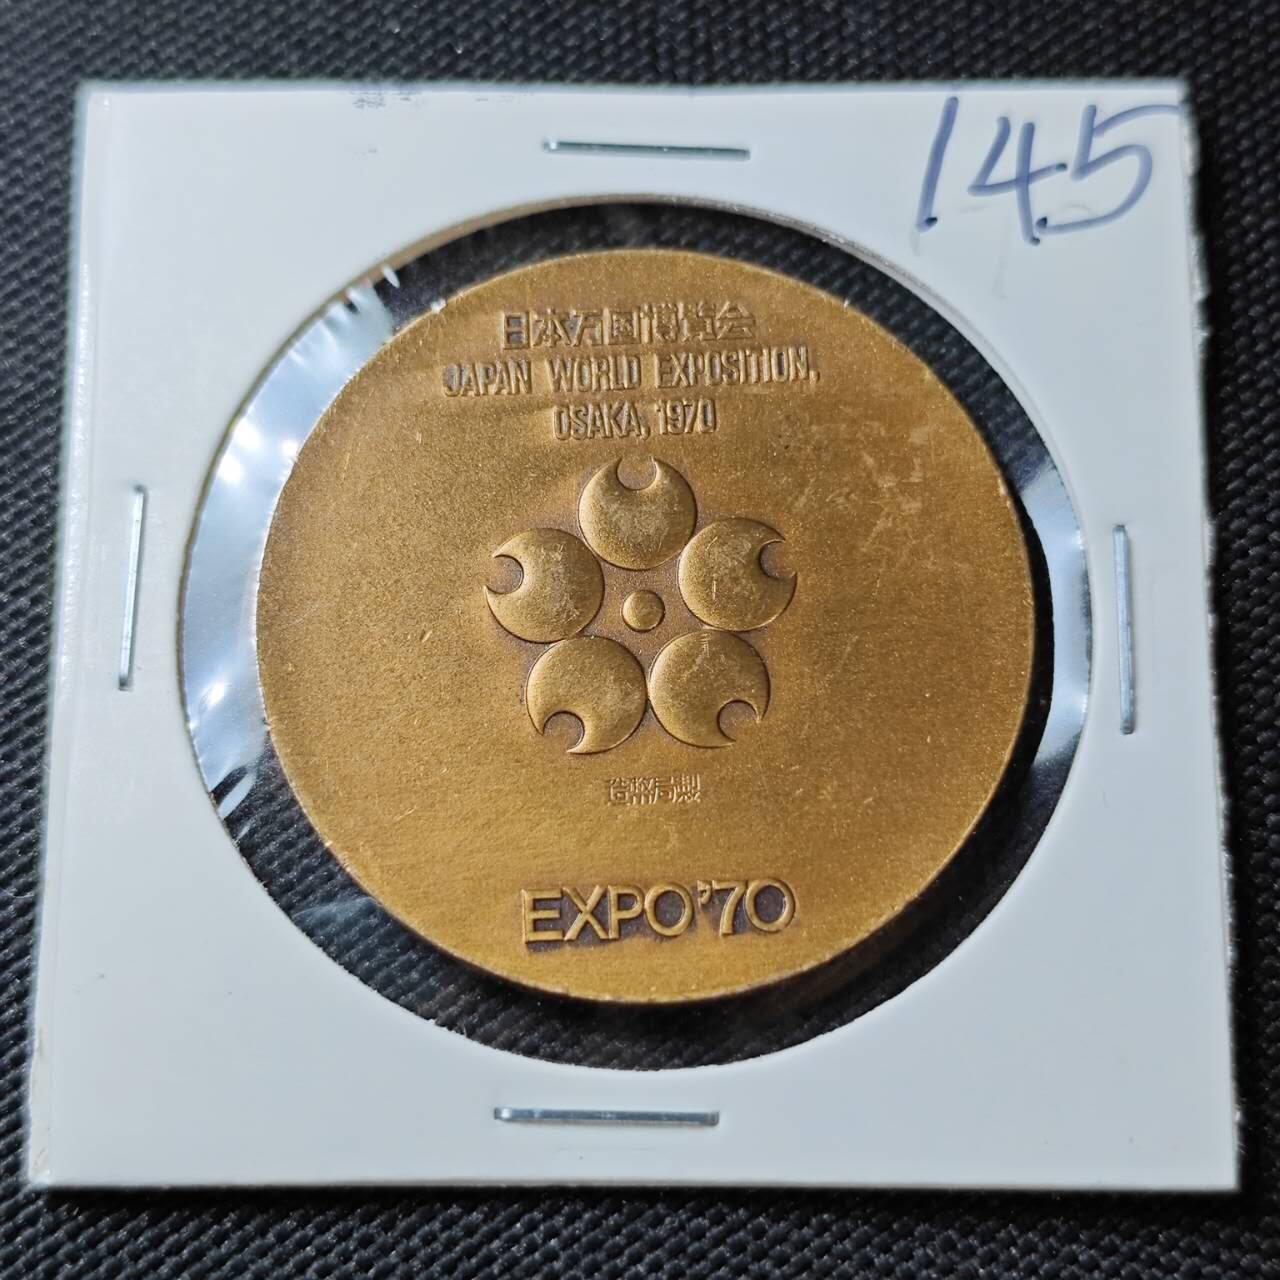 145
日本万国博覧会
JAPAN WORLD EXPOSITION,
OSAKA, 1970
造幣局製
EXPO'70